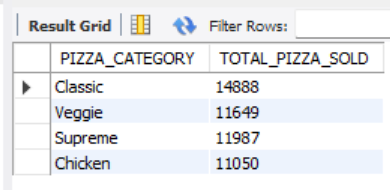 Result Grid Filter Rows:
PIZZA_CATEGORY TOTAL_PIZZA_SOLD
Classic 14888
Veggie 11649
Supreme 11987
Chicken 11050